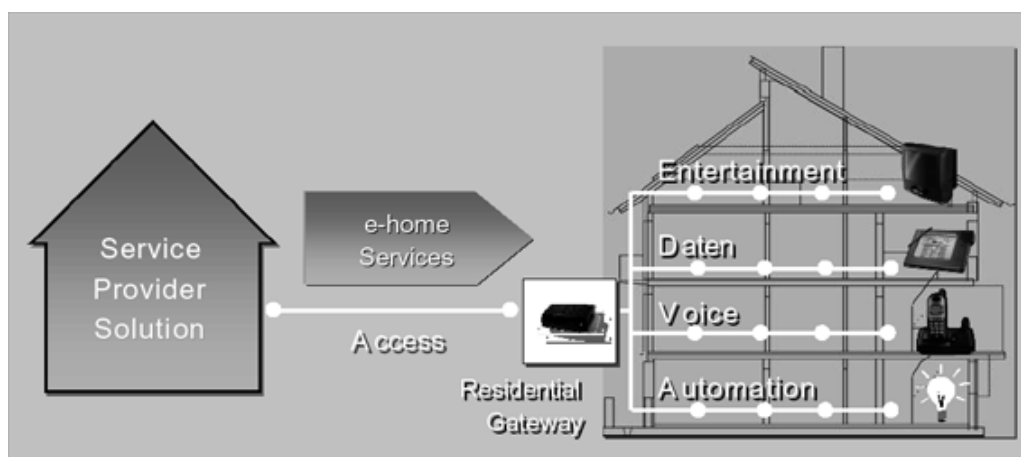 Service
Provider
Solution
e-home
Services
Access
Residential
Gateway
Entertainment
Daten
Voice
Automation